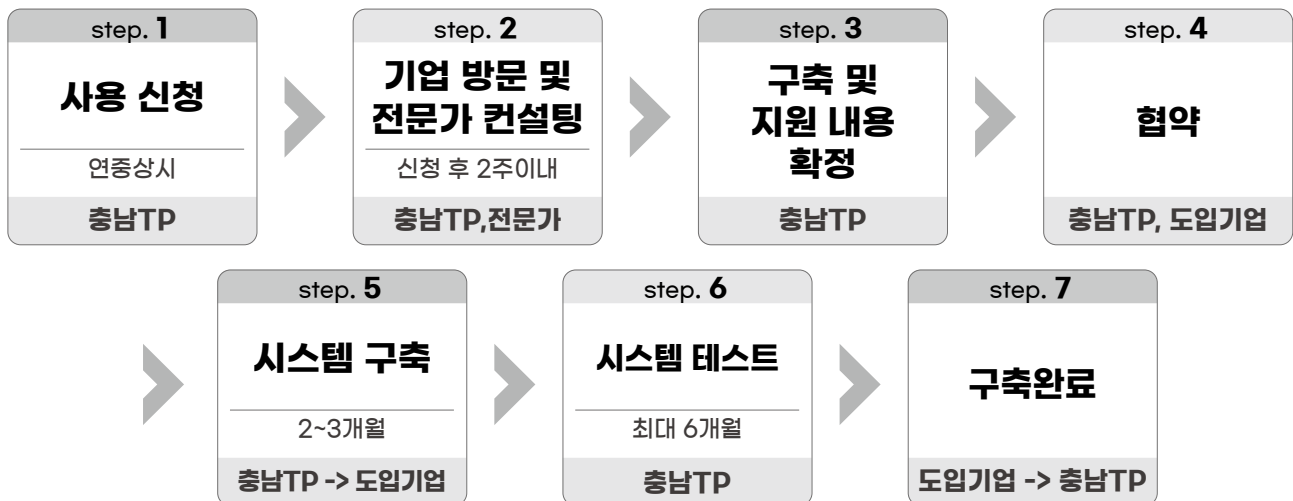 step. 1
사용 신청
연중상시
충남TP
step. 2
기업 방문 및
전문가 컨설팅
신청 후 2주이내
충남TP,전문가
step. 3
구축 및
지원 내용
확정
충남TP
step. 4
협약
충남TP, 도입기업
step. 5
시스템 구축
2~3개월
충남TP -> 도입기업
step. 6
시스템 테스트
최대 6개월
충남TP
step. 7
구축완료
도입기업 -> 충남TP